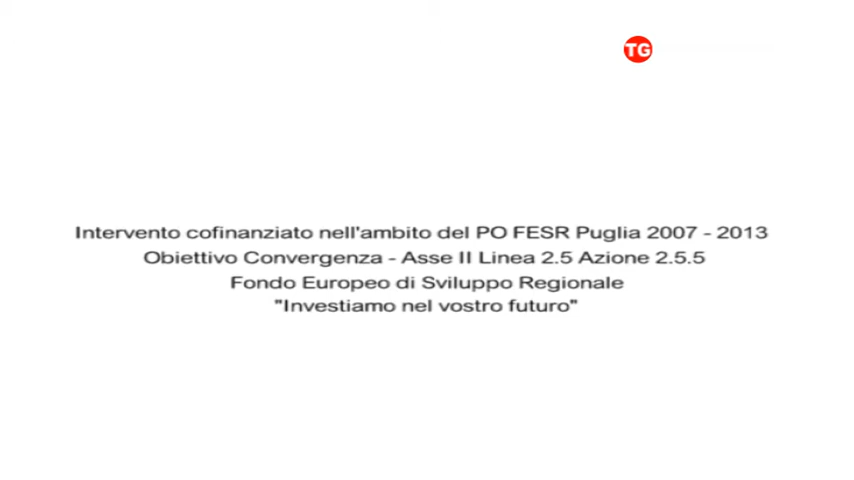 TG
Intervento cofinanziato nell'ambito del PO FESR Puglia 2007 - 2013
Obiettivo Convergenza - Asse II Linea 2.5 Azione 2.5.5
Fondo Europeo di Sviluppo Regionale
"Investiamo nel vostro futuro"